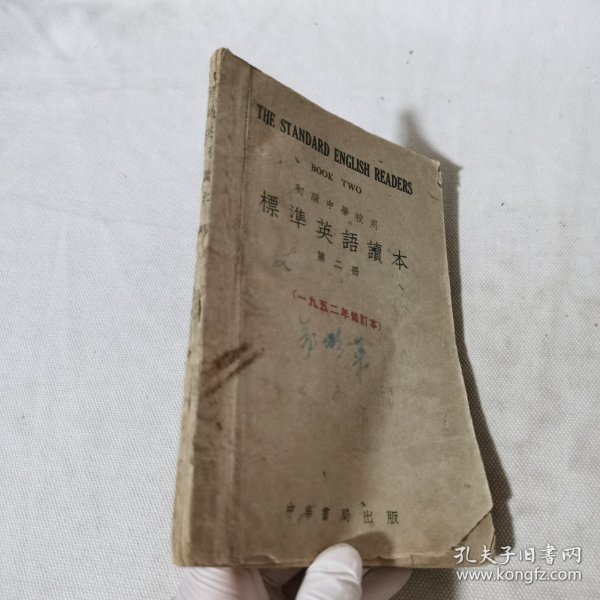 THE STANDARD ENGLISH READERS
BOOK TWO
初級中學校用
標準英語讀本
第二冊
(一九五二年修訂本)
中華書局出版
孔夫子旧书网
www.kongfz.com